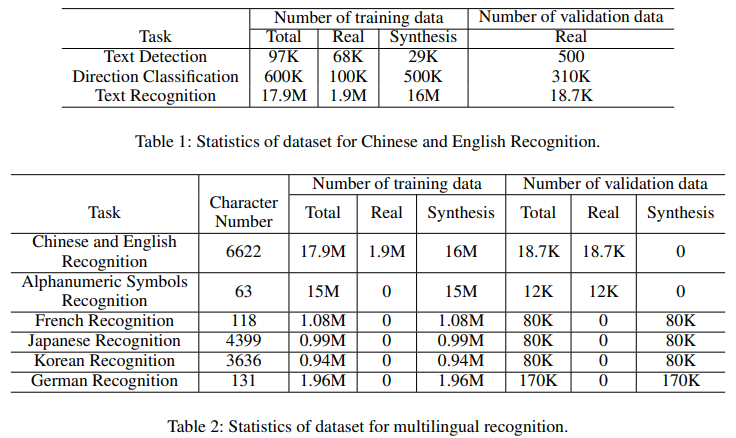 Task Number of training data Number of validation data
Total Real Synthesis Real
Text Detection 97K 68K 29K 500
Direction Classification 600K 100K 500K 310K
Text Recognition 17.9M 1.9M 16M 18.7K
Table 1: Statistics of dataset for Chinese and English Recognition.
Task Character Number Number of training data Number of validation data
Total Real Synthesis Total Real Synthesis
Chinese and English Recognition 6622 17.9M 1.9M 16M 18.7K 18.7K 0
Alphanumeric Symbols Recognition 63 15M 0 15M 12K 12K 0
French Recognition 118 1.08M 0 1.08M 80K 0 80K
Japanese Recognition 4399 0.99M 0 0.99M 80K 0 80K
Korean Recognition 3636 0.94M 0 0.94M 80K 0 80K
German Recognition 131 1.96M 0 1.96M 170K 0 170K
Table 2: Statistics of dataset for multilingual recognition.